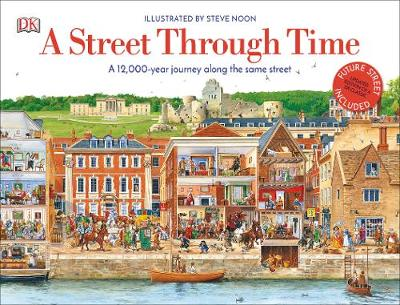 DK
ILLUSTRATED BY STEVE NOON
A Street Through Time
A 12,000-year journey along the same street
FUTURE STREET
INCLUDED